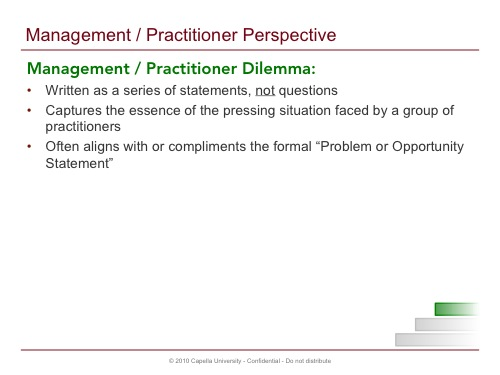 Management / Practitioner Perspective
Management / Practitioner Dilemma:
• Written as a series of statements, not questions
• Captures the essence of the pressing situation faced by a group of
practitioners
• Often aligns with or compliments the formal “Problem or Opportunity
Statement”
© 2010 Capella University - Confidential - Do not distribute